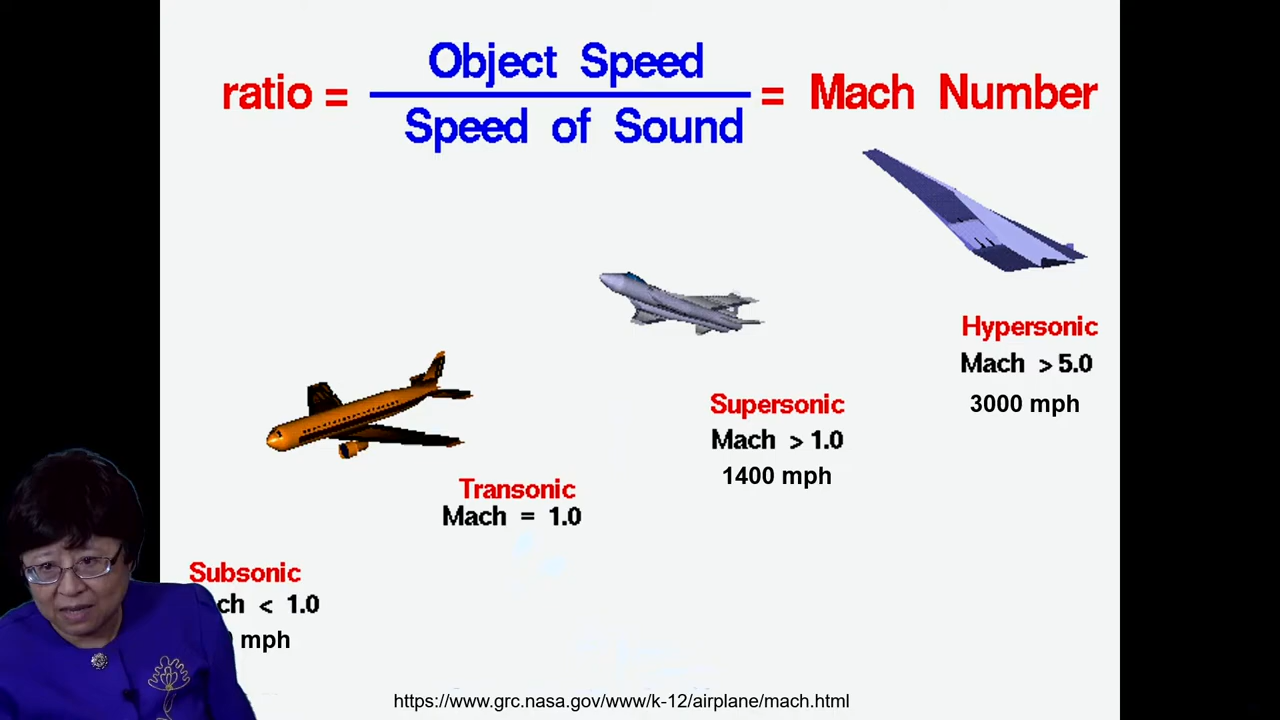 Object Speed
ratio = = Mach Number
Speed of Sound
Hypersonic
Mach > 5.0
3000 mph
Supersonic
Mach > 1.0
1400 mph
Transonic
Mach = 1.0
Subsonic
< 1.0
mph
https://www.grc.nasa.gov/www/k-12/airplane/mach.html